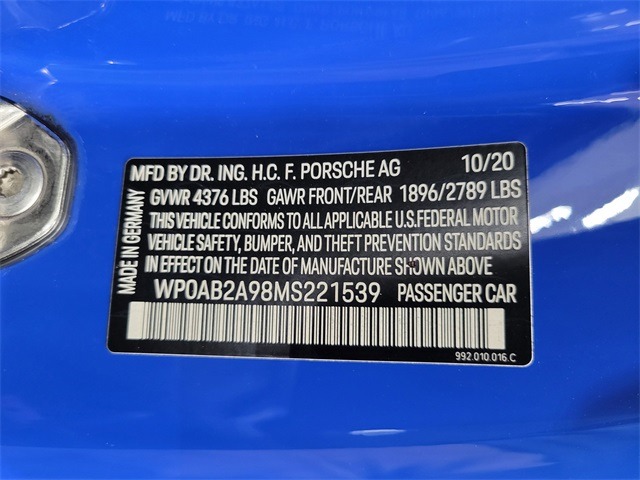 MFD BY DR. ING. H.C. F. PORSCHE AG 10/20
GVWR 4376 LBS GAWR FRONT/REAR 1896/2789 LBS
THIS VEHICLE CONFORMS TO ALL APPLICABLE U.S. FEDERAL MOTOR
VEHICLE SAFETY, BUMPER, AND THEFT PREVENTION STANDARDS
IN EFFECT ON THE DATE OF MANUFACTURE SHOWN ABOVE
WP0AB2A98MS221539 PASSENGER CAR
992.010.016.C
MADE IN GERMANY